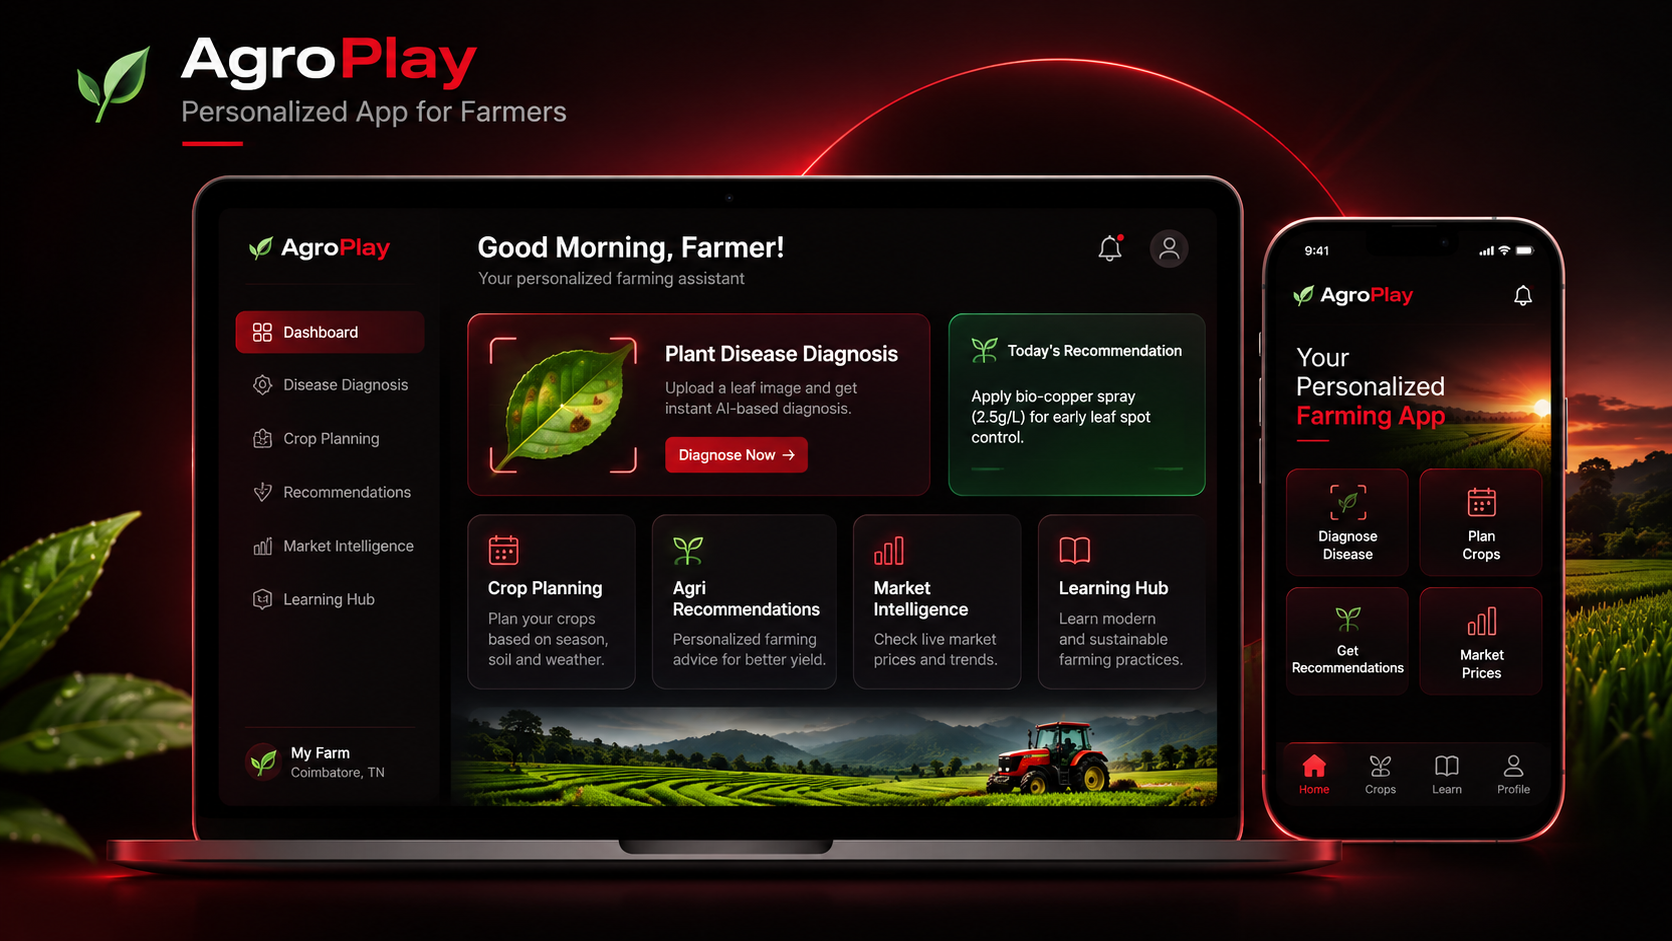 AgroPlay
Personalized App for Farmers
AgroPlay
Dashboard
Disease Diagnosis
Crop Planning
Recommendations
Market Intelligence
Learning Hub
My Farm
Coimbatore, TN
Good Morning, Farmer!
Your personalized farming assistant
Plant Disease Diagnosis
Upload a leaf image and get
instant AI-based diagnosis.
Diagnose Now →
Today's Recommendation
Apply bio-copper spray
(2.5g/L) for early leaf spot
control.
Crop Planning
Plan your crops
based on season,
soil and weather.
Agri
Recommendations
Personalized farming
advice for better yield.
Market
Intelligence
Check live market
prices and trends.
Learning Hub
Learn modern
and sustainable
farming practices.
9:41
AgroPlay
Your
Personalized
Farming App
Diagnose
Disease
Plan
Crops
Get
Recommendations
Market
Prices
Home
Crops
Learn
Profile